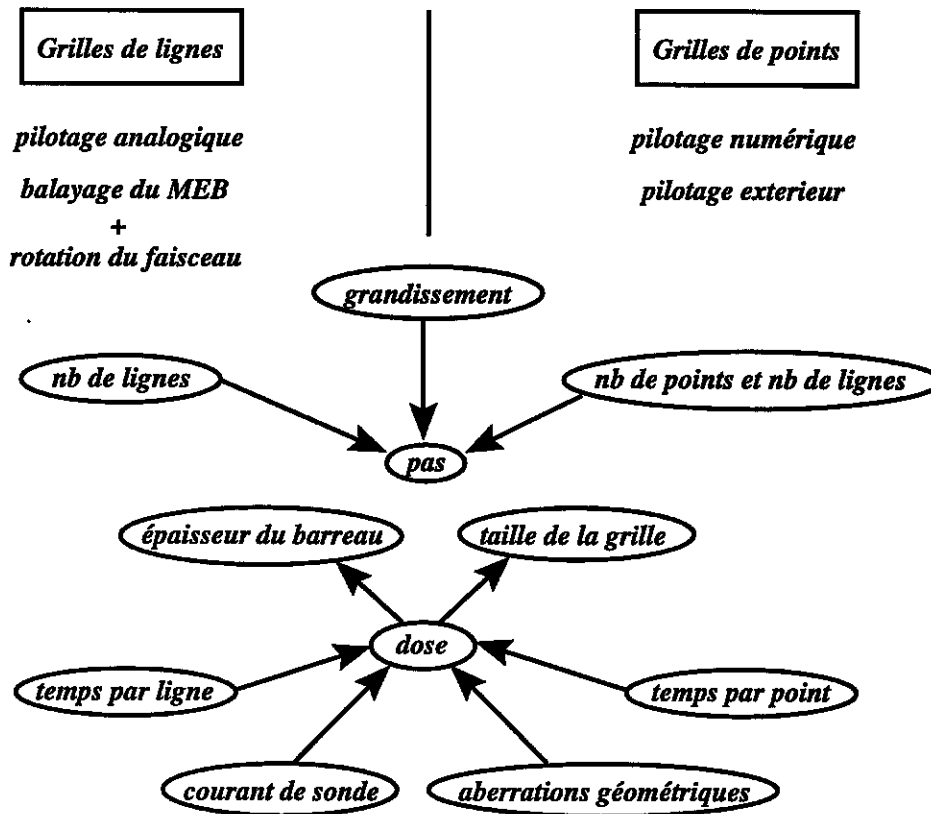 Grilles de lignes
Grilles de points
pilotage analogique
pilotage numérique
balayage du MEB
pilotage exterieur
+
rotation du faisceau
grandissement
nb de lignes
nb de points et nb de lignes
pas
épaisseur du barreau
taille de la grille
dose
temps par ligne
temps par point
courant de sonde
aberrations géométriques